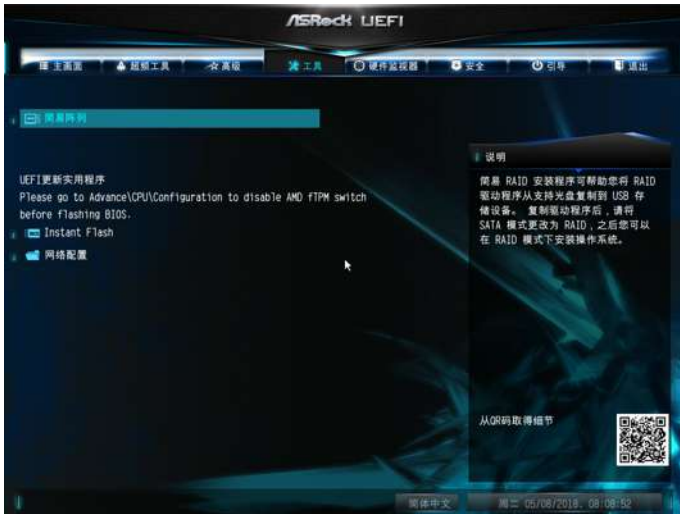 ASRock UEFI
主画面
超频工具
高级
工具
硬件监视器
安全
引导
退出
简易阵列
UEFI更新实用程序
Please go to Advance\CPU\Configuration to disable AMD fTPM switch
before flashing BIOS.
Instant Flash
网络配置
说明
简易 RAID 安装程序可帮助您将 RAID
驱动程序从支持光盘复制到 USB 存
储设备。 复制驱动程序后，请将
SATA 模式更改为 RAID，之后您可以
在 RAID 模式下安装操作系统。
从QR码取得细节
简体中文
周二 05/08/2018. 08:08:52